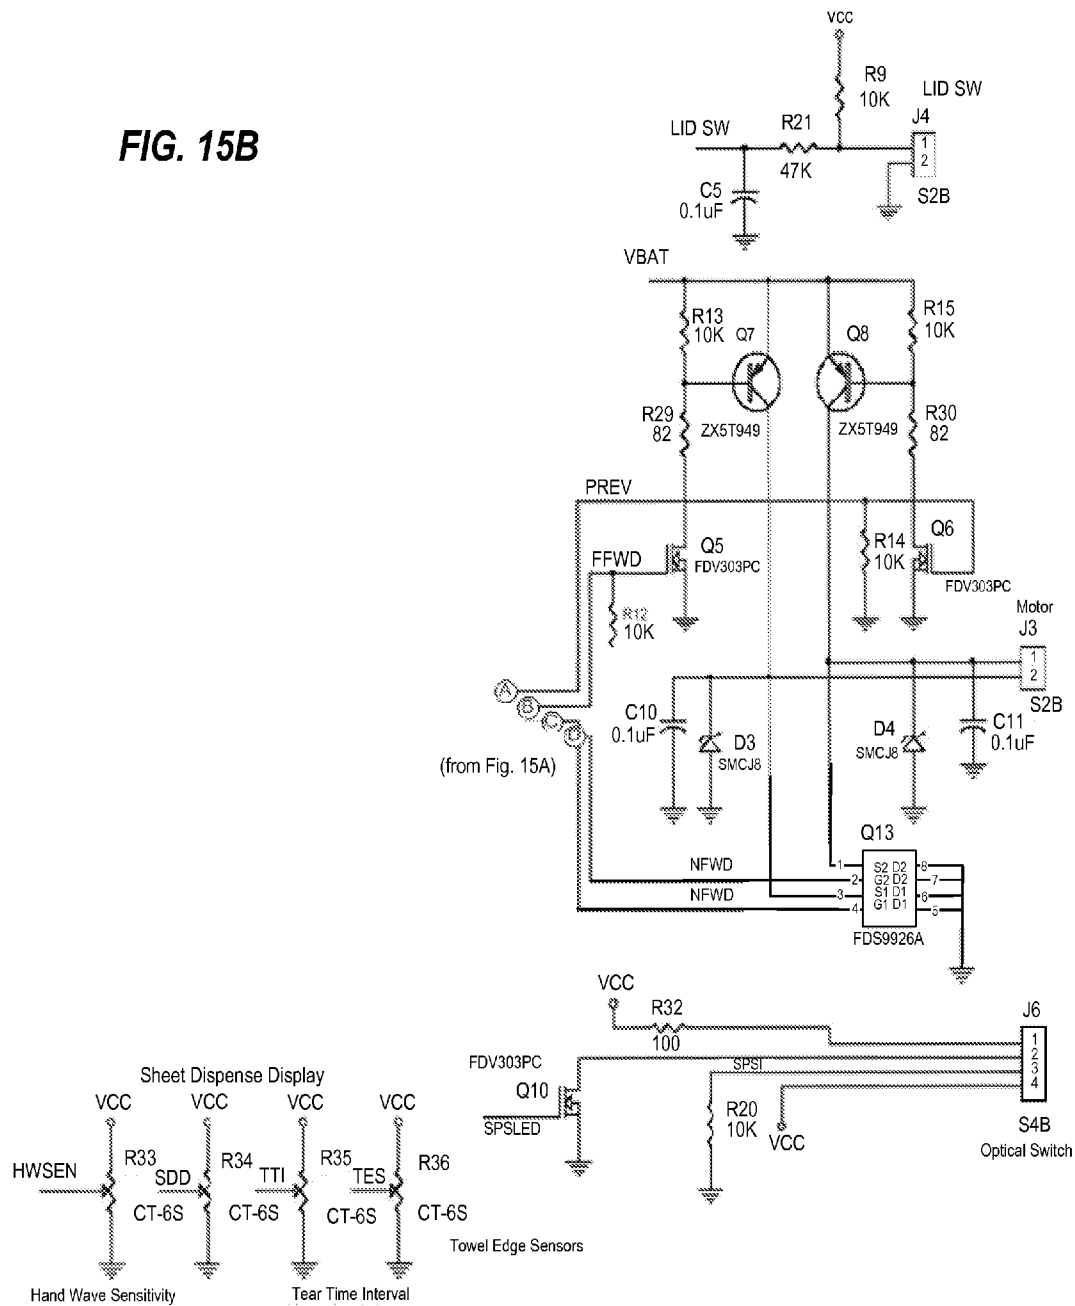 FIG. 15B
VCC
R9
10K
LID SW
J4
LID SW
R21
47K
1
2
C5
0.1uF
S2B
VBAT
R13
10K
Q7
Q8
R15
10K
R29
82
ZX5T949
ZX5T949
R30
82
PREV
Q5
FDV303PC
R14
10K
Q6
FDV303PC
FFWD
R12
10K
Motor
J3
1
2
S2B
A
B
C
D
(from Fig. 15A)
C10
0.1uF
D3
SMCJ8
D4
SMCJ8
C11
0.1uF
Q13
NFWD
NFWD
1
2
3
4
S2 D2
G2 D2
S1 D1
G1 D1
8
7
6
5
FDS9926A
VCC
R32
100
J6
1
2
3
4
FDV303PC
Q10
SPSLED
SPSI
R20
10K
VCC
S4B
Optical Switch
Sheet Dispense Display
VCC
VCC
VCC
VCC
HWSEN
R33
SDD
R34
TTI
R35
TES
R36
CT-6S
CT-6S
CT-6S
CT-6S
Towel Edge Sensors
Hand Wave Sensitivity
Tear Time Interval